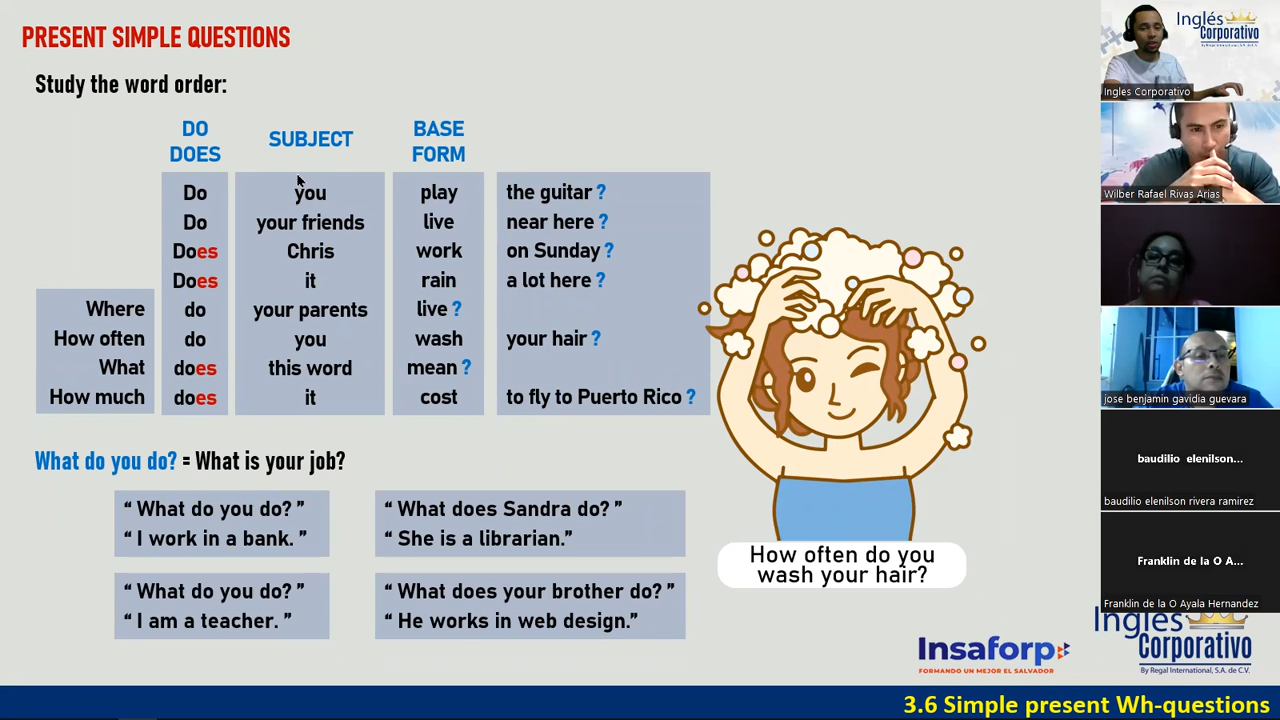 PRESENT SIMPLE QUESTIONS
Study the word order:
DO DOES
SUBJECT
BASE FORM
Do you play the guitar ?
Do your friends live near here ?
Does Chris work on Sunday ?
Does it rain a lot here ?
Where do your parents live ?
How often do you wash your hair ?
What does this word mean ?
How much does it cost to fly to Puerto Rico ?
What do you do? = What is your job?
“ What do you do? ”
“ I work in a bank. ”
“ What does Sandra do? ”
“ She is a librarian.”
“ What do you do? ”
“ I am a teacher. ”
“ What does your brother do? ”
“ He works in web design.”
How often do you
wash your hair?
Insaforp
FORMANDO UN MEJOR EL SALVADOR
Inglés
Corporativo
By Regal International, S.A. de C.V.
3.6 Simple present Wh-questions
Inglés
Corporativo
By Regal International, S.A. de C.V.
Ingles Corporativo
Wilber Rafael Rivas Arias
jose benjamin gavidia guevara
baudilio elenilson...
baudilio elenilson rivera ramirez
Franklin de la O A...
Franklin de la O Ayala Hernandez